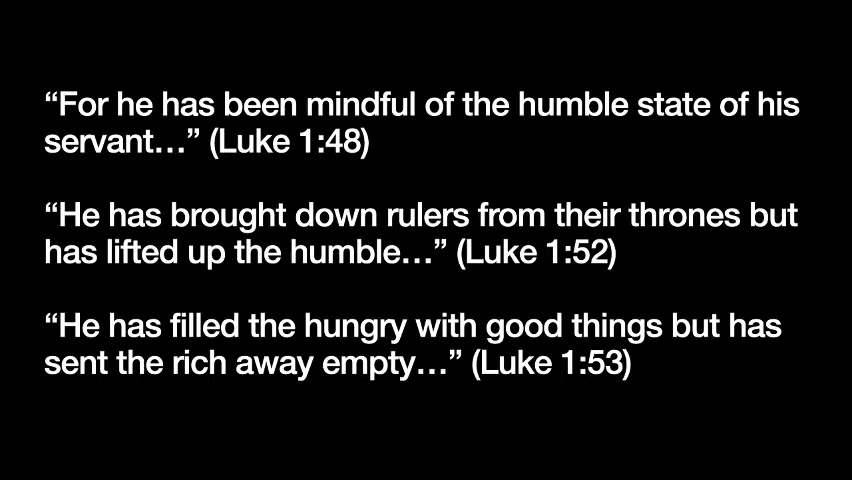 “For he has been mindful of the humble state of his
servant…” (Luke 1:48)
“He has brought down rulers from their thrones but
has lifted up the humble…” (Luke 1:52)
“He has filled the hungry with good things but has
sent the rich away empty…” (Luke 1:53)